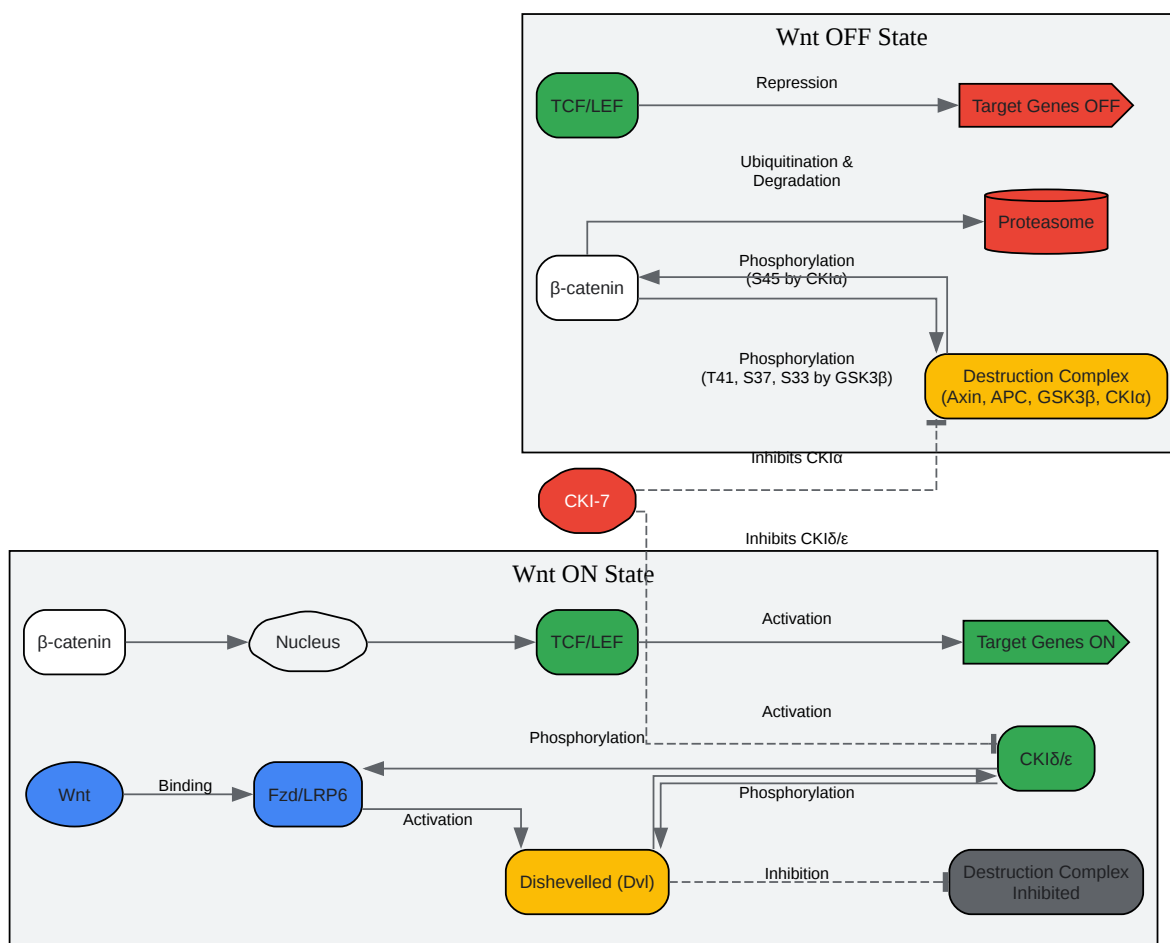 Wnt OFF State
TCF/LEF
Repression
Target Genes OFF
Ubiquitination &
Degradation
Proteasome
β-catenin
Phosphorylation
(S45 by CKIα)
Phosphorylation
(T41, S37, S33 by GSK3β)
Destruction Complex
(Axin, APC, GSK3β, CKIα)
Inhibits CKIα
CKI-7
Inhibits CKIδ/ε
Wnt ON State
β-catenin
Nucleus
TCF/LEF
Activation
Target Genes ON
Activation
Phosphorylation
CKIδ/ε
Wnt
Binding
Fzd/LRP6
Phosphorylation
Activation
Dishevelled (Dvl)
Inhibition
Destruction Complex
Inhibited